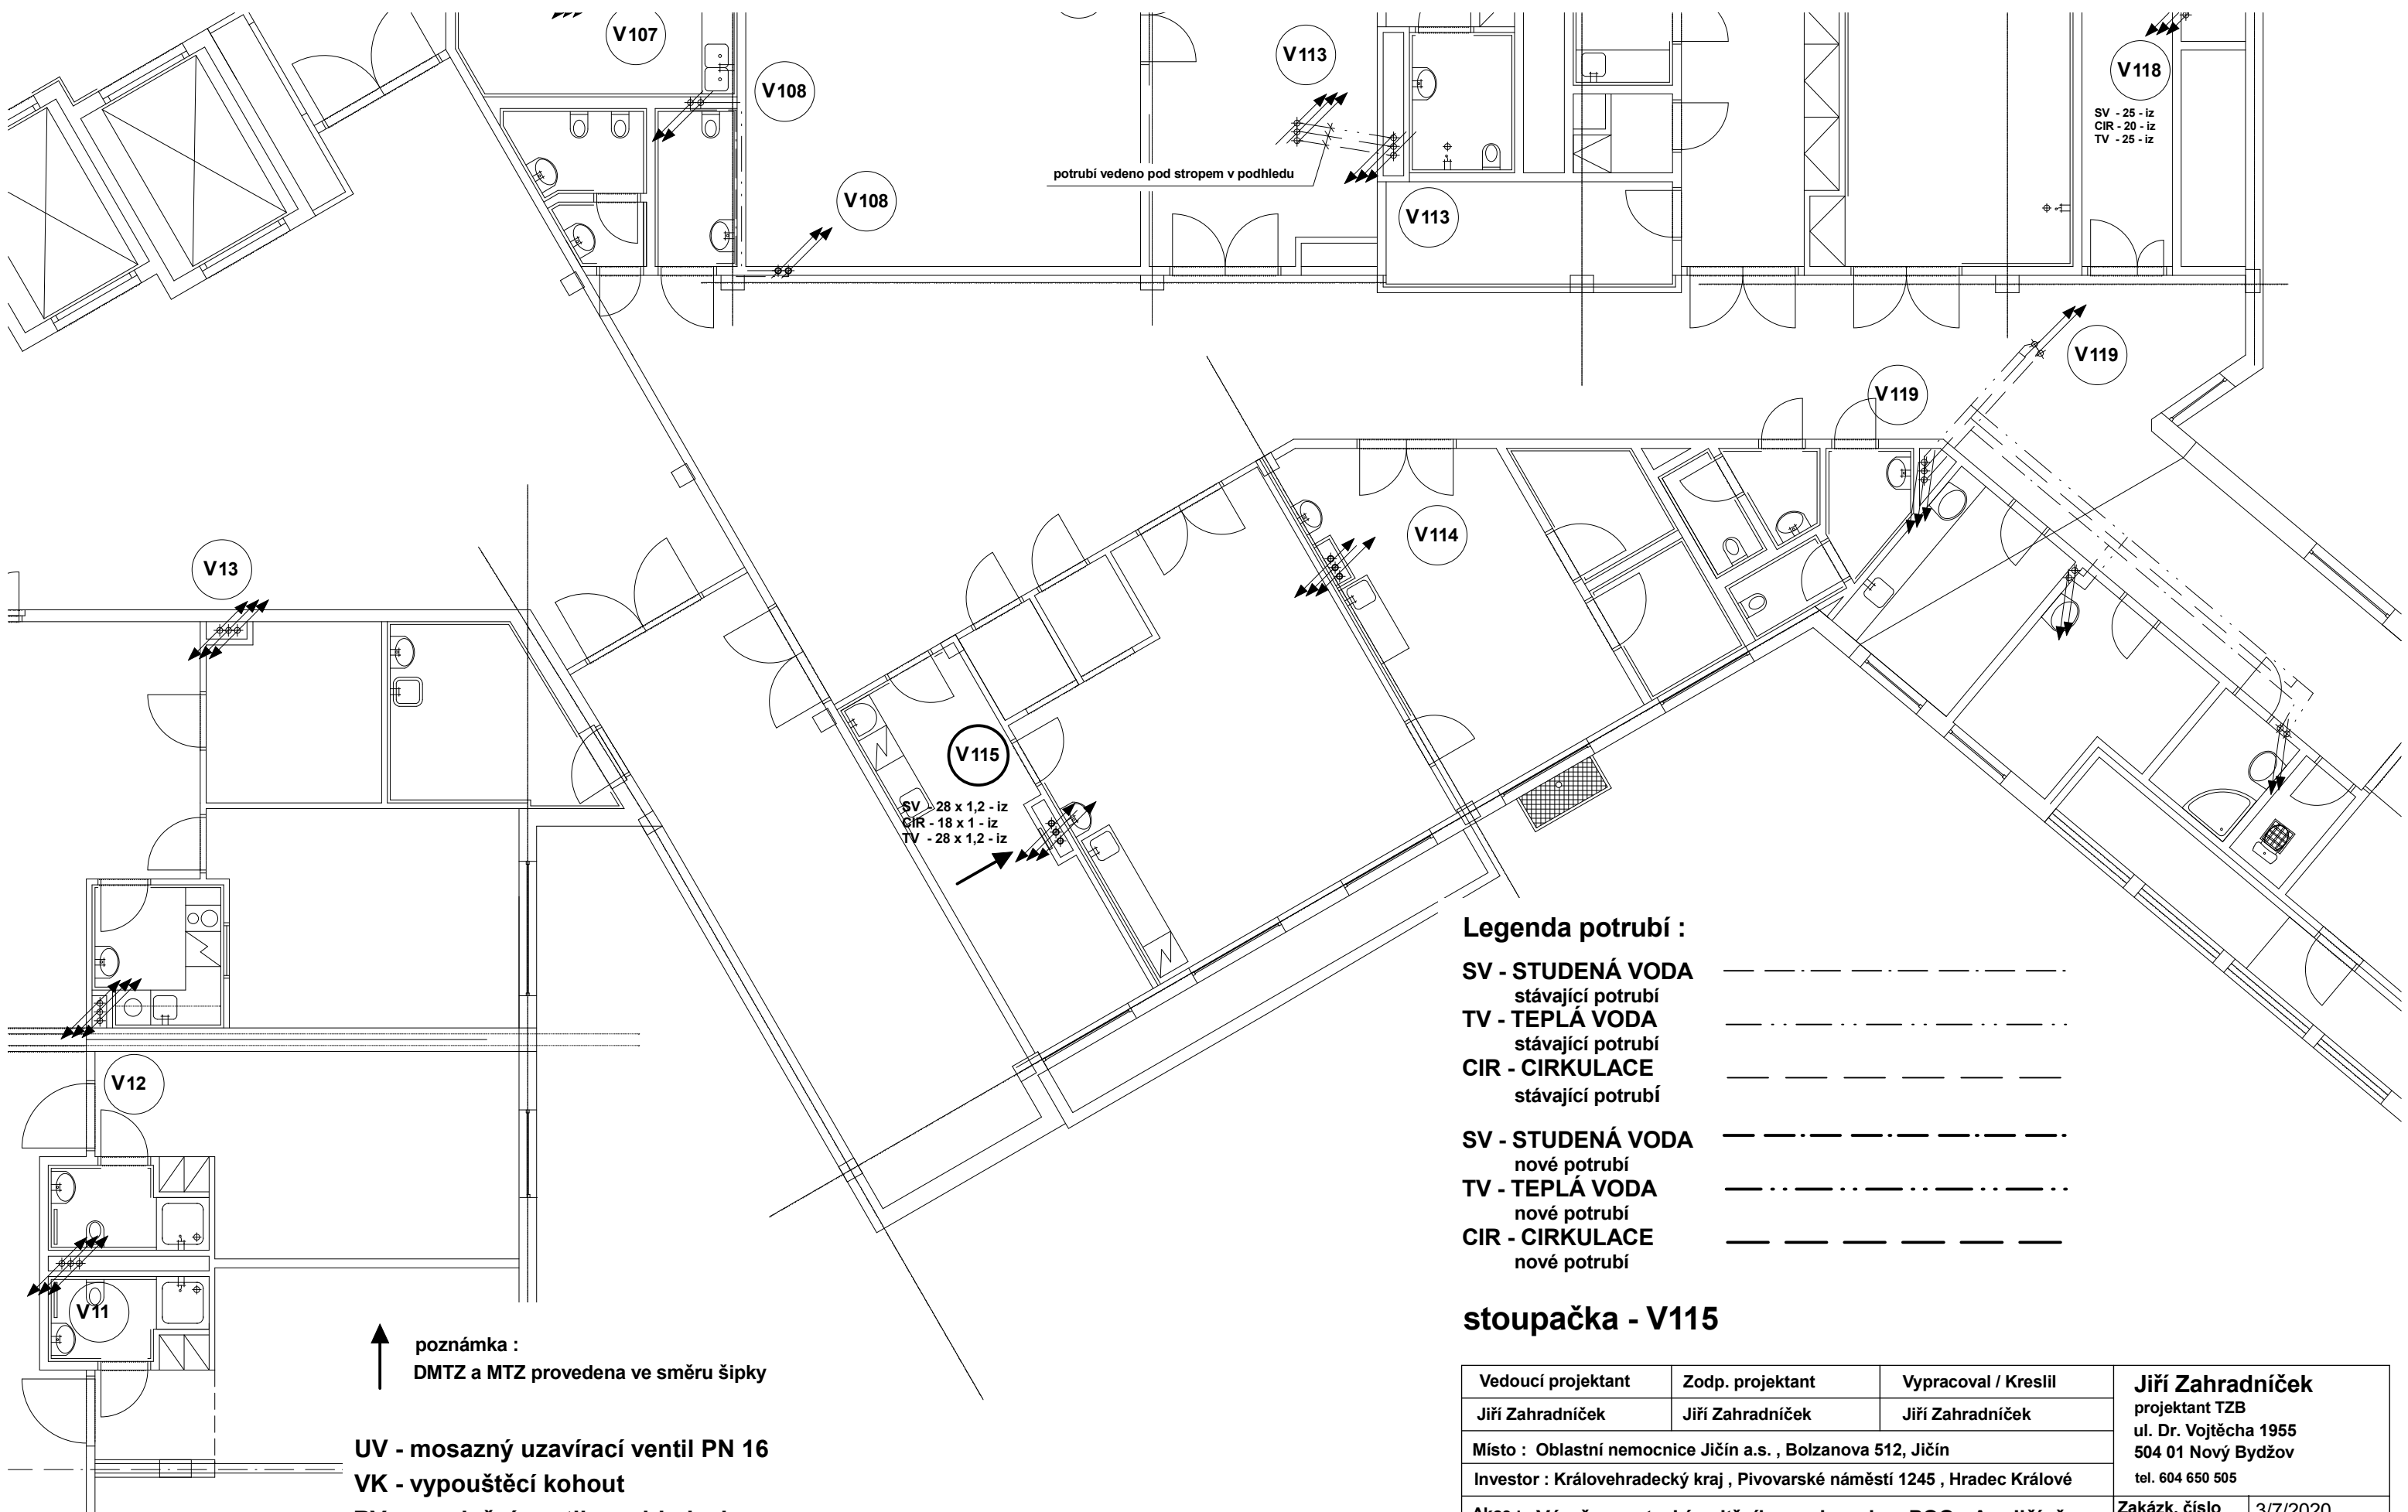 V107
V108
V108
V113
potrubí vedeno pod stropem v podhledu
V113
V118
SV - 25 - iz
CIR - 20 - iz
TV - 25 - iz
V119
V119
V114
V13
V115
SV - 28 x 1,2 - iz
CIR - 18 x 1 - iz
TV - 28 x 1,2 - iz
V12
V11
Legenda potrubí :
SV - STUDENÁ VODA
stávající potrubí
TV - TEPLÁ VODA
stávající potrubí
CIR - CIRKULACE
stávající potrubí
SV - STUDENÁ VODA
nové potrubí
TV - TEPLÁ VODA
nové potrubí
CIR - CIRKULACE
nové potrubí
stoupačka - V115
poznámka :
DMTZ a MTZ provedena ve směru šipky
UV - mosazný uzavírací ventil PN 16
VK - vypouštěcí kohout
Vedoucí projektant
Zodp. projektant
Vypracoval / Kreslil
Jiří Zahradníček
Jiří Zahradníček
Jiří Zahradníček
Místo : Oblastní nemocnice Jičín a.s. , Bolzanova 512, Jičín
Investor : Královehradecký kraj , Pivovarské náměstí 1245 , Hradec Králové
Jiří Zahradníček
projektant TZB
ul. Dr. Vojtěcha 1955
504 01 Nový Bydžov
tel. 604 650 505
Zakázk. číslo
3/7/2020